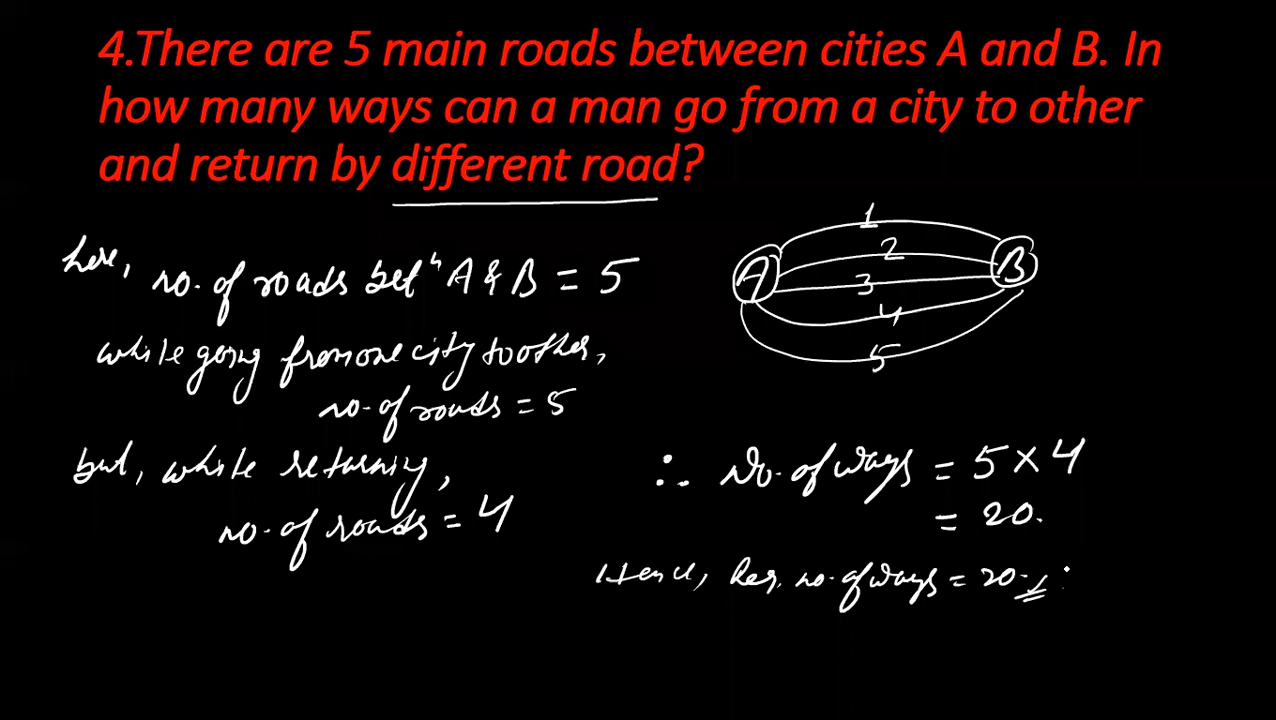 4.There are 5 main roads between cities A and B. In
how many ways can a man go from a city to other
and return by different road?
here, no. of roads betⁿ A & B = 5
while going from one city to other,
no. of roads = 5
but, while returning,
no. of roads = 4
1
2
A B
3
4
5
∴ No. of ways = 5 × 4
= 20.
Hence, Req. no. of ways = 20.